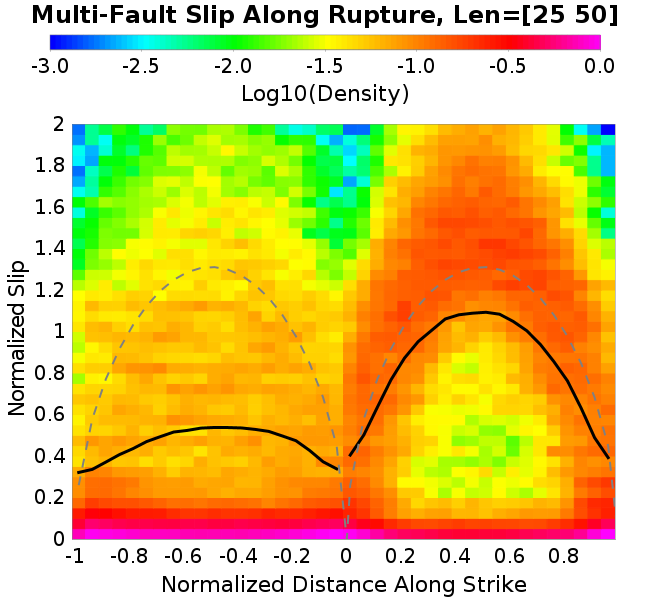 Multi-Fault Slip Along Rupture, Len=[25 50]
-3.0 -2.5 -2.0 -1.5 -1.0 -0.5 0.0
Log10(Density)
2
1.8
1.6
1.4
1.2
1
0.8
0.6
0.4
0.2
0
Normalized Slip
-1 -0.8 -0.6 -0.4 -0.2 0 0.2 0.4 0.6 0.8
Normalized Distance Along Strike